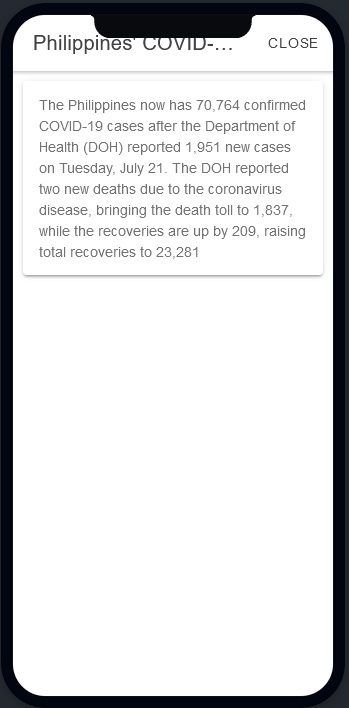 Philippines' COVID-...
CLOSE
The Philippines now has 70,764 confirmed
COVID-19 cases after the Department of
Health (DOH) reported 1,951 new cases
on Tuesday, July 21. The DOH reported
two new deaths due to the coronavirus
disease, bringing the death toll to 1,837,
while the recoveries are up by 209, raising
total recoveries to 23,281